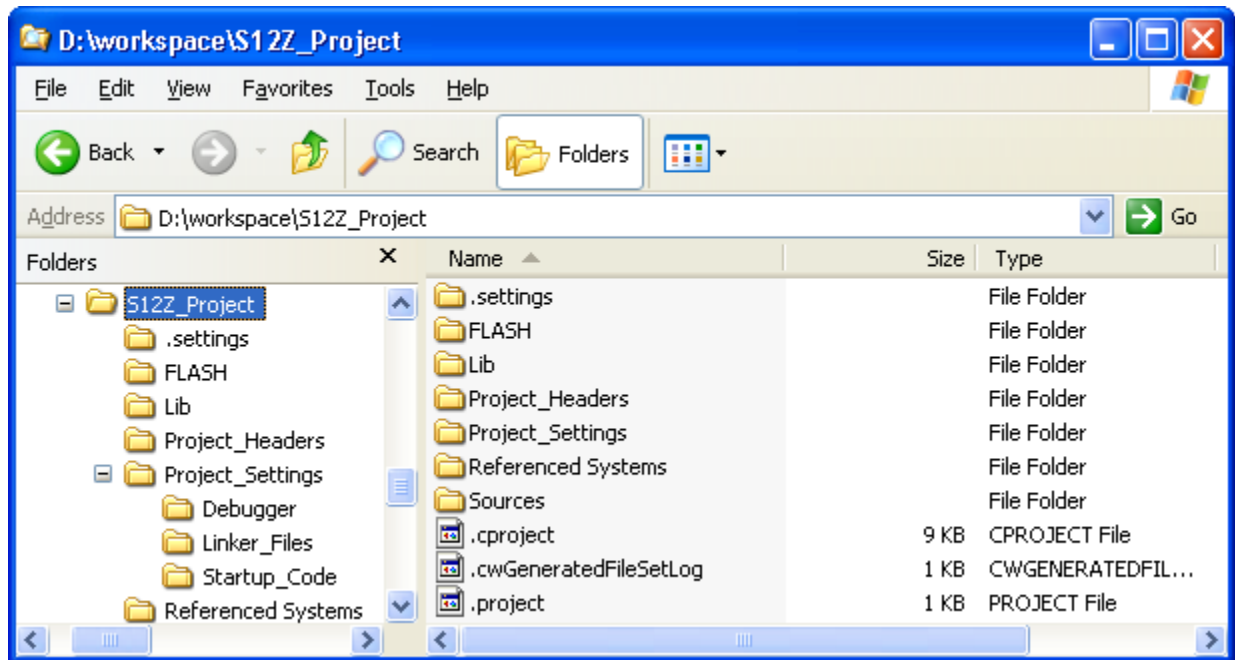 D:\workspace\S12Z_Project
File Edit View Favorites Tools Help
Back Search Folders
Address D:\workspace\S12Z_Project Go
Folders Name Size Type
S12Z_Project .settings File Folder
.settings FLASH File Folder
FLASH Lib File Folder
Lib Project_Headers File Folder
Project_Headers Project_Settings File Folder
Project_Settings Referenced Systems File Folder
Debugger Sources File Folder
Linker_Files .cproject 9 KB CPROJECT File
Startup_Code .cwGeneratedFileSetLog 1 KB CWGENERATEDFIL...
Referenced Systems .project 1 KB PROJECT File